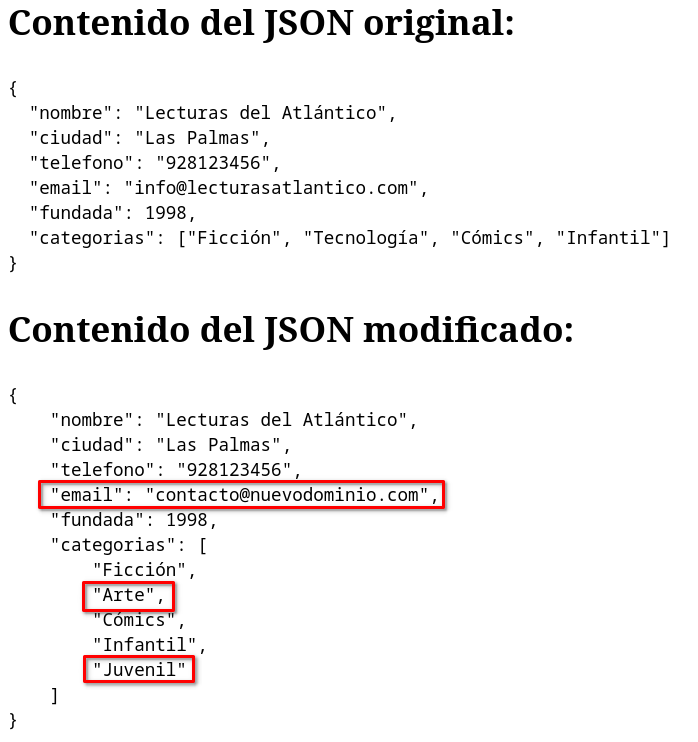 Contenido del JSON original:
{
  "nombre": "Lecturas del Atlántico",
  "ciudad": "Las Palmas",
  "telefono": "928123456",
  "email": "info@lecturasatlantico.com",
  "fundada": 1998,
  "categorias": ["Ficción", "Tecnología", "Cómics", "Infantil"]
}
Contenido del JSON modificado:
{
    "nombre": "Lecturas del Atlántico",
    "ciudad": "Las Palmas",
    "telefono": "928123456",
    "email": "contacto@nuevodominio.com",
    "fundada": 1998,
    "categorias": [
        "Ficción",
        "Arte",
        "Cómics",
        "Infantil",
        "Juvenil"
    ]
}